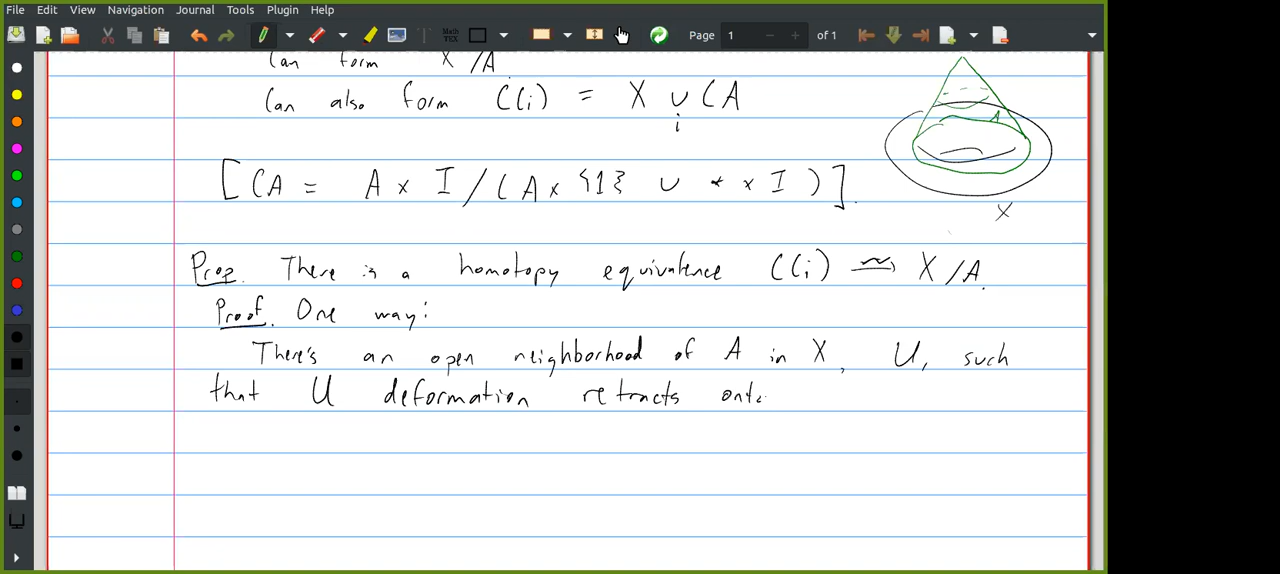 File Edit View Navigation Journal Tools Plugin Help
Math TEX Page 1 of 1
Can form X/A.
Can also form C(i) = X ∪ CA
i
[CA = A × I / (A × {1} ∪ * × I)].
A
X
Prop. There is a homotopy equivalence C(i) ≃ X/A.
Proof. One way:
There's an open neighborhood of A in X, U, such
that U deformation retracts onto